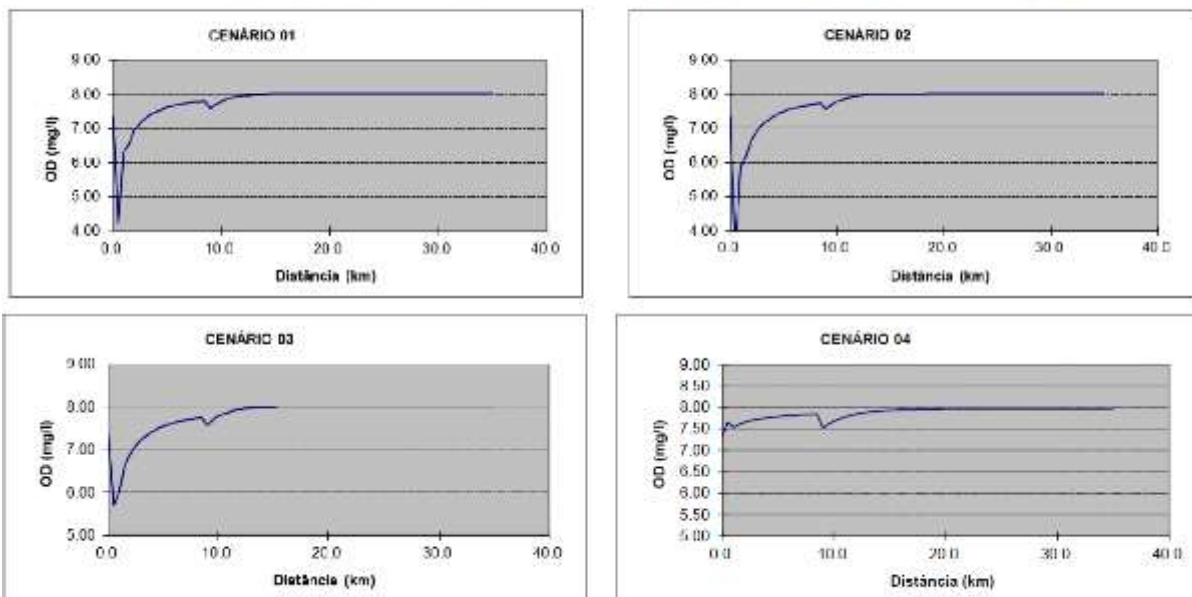 CENÁRIO 01
OD (mg/l)
9.00
8.00
7.00
6.00
5.00
4.00
0.0 10.0 20.0 30.0 40.0
Distância (km)
CENÁRIO 02
OD (mg/l)
9.00
8.00
7.00
6.00
5.00
4.00
0.0 10.0 20.0 30.0 40.0
Distância (km)
CENÁRIO 03
OD (mg/l)
9.00
8.00
7.00
6.00
5.00
0.0 10.0 20.0 30.0 40.0
Distância (km)
CENÁRIO 04
OD (mg/l)
9.00
8.50
8.00
7.50
7.00
6.50
6.00
5.50
5.00
0.0 10.0 20.0 30.0 40.0
Distância (km)